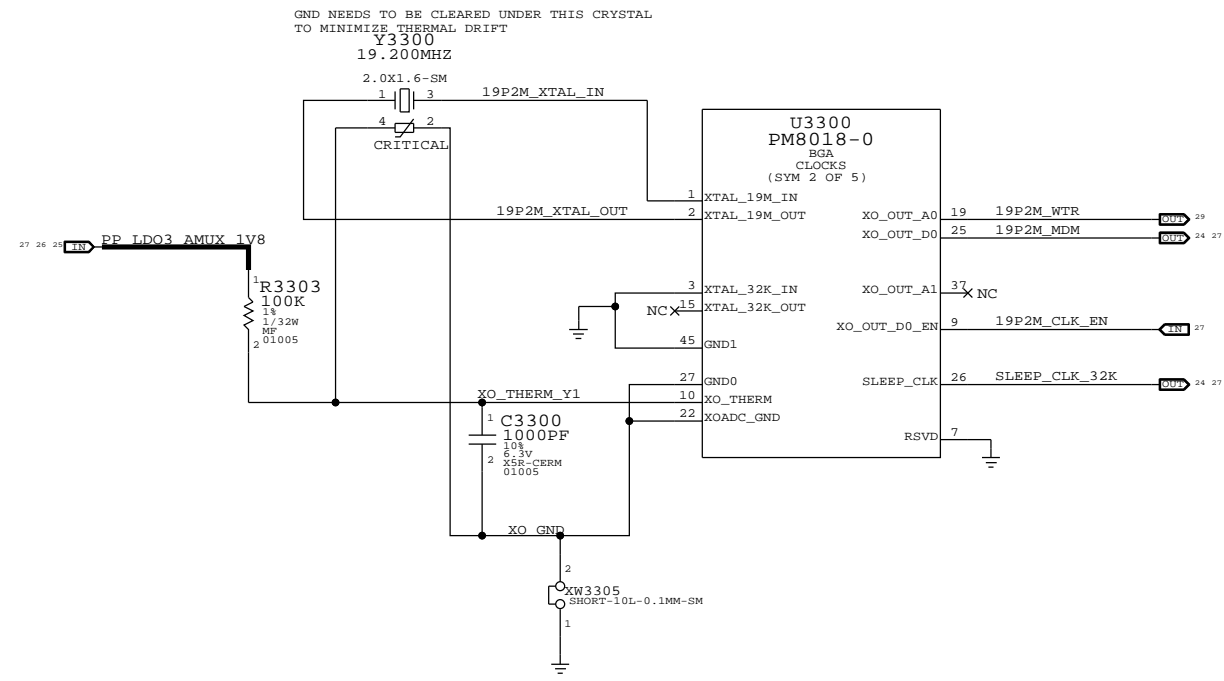 GND NEEDS TO BE CLEARED UNDER THIS CRYSTAL
TO MINIMIZE THERMAL DRIFT
Y3300
19.200MHZ
2.0X1.6-SM
1 3
19P2M_XTAL_IN
4 2
CRITICAL
U3300
PM8018-0
BGA
CLOCKS
(SYM 2 OF 5)
1 XTAL_19M_IN
19P2M_XTAL_OUT 2 XTAL_19M_OUT
XO_OUT_A0 19 19P2M_WTR OUT 29
XO_OUT_D0 25 19P2M_MDM OUT 24 27
27 26 25 IN PP_LDO3_AMUX_1V8
1 R3303
100K
1%
1/32W
MF
2 01005
3 XTAL_32K_IN
NC 15 XTAL_32K_OUT
XO_OUT_A1 37 NC
XO_OUT_D0_EN 9 19P2M_CLK_EN IN 27
45 GND1
27 GND0
SLEEP_CLK 26 SLEEP_CLK_32K OUT 24 27
XO_THERM_Y1 10 XO_THERM
22 XOADC_GND
RSVD 7
1 C3300
1000PF
10%
6.3V
2 X5R-CERM
01005
XO_GND
2
XW3305
SHORT-10L-0.1MM-SM
1